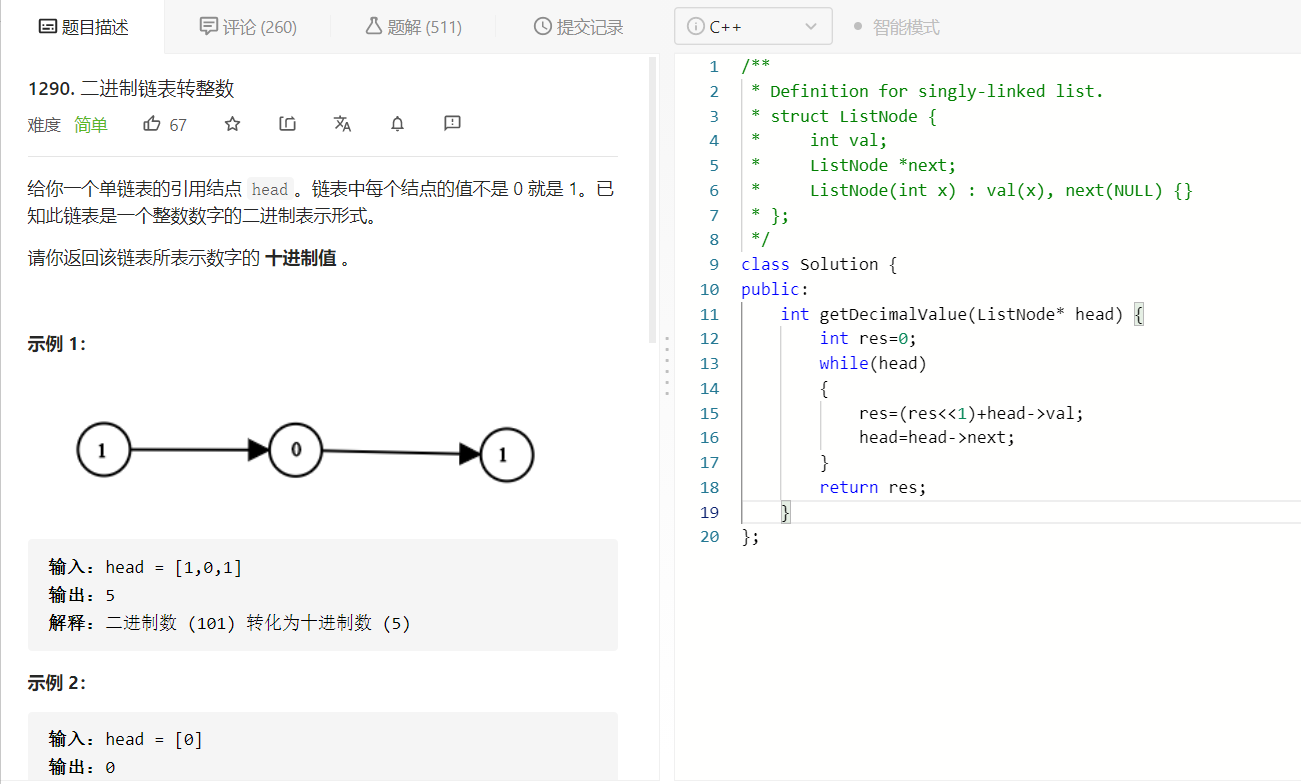 题目描述
评论 (260)
题解 (511)
提交记录
1290. 二进制链表转整数
难度 简单 67
给你一个单链表的引用结点 head 。链表中每个结点的值不是 0 就是 1。已
知此链表是一个整数数字的二进制表示形式。
请你返回该链表所表示数字的 十进制值 。
示例 1:
1 0 1
输入: head = [1,0,1]
输出: 5
解释: 二进制数 (101) 转化为十进制数 (5)
示例 2:
输入: head = [0]
输出: 0
C++
智能模式
1 /**
2  * Definition for singly-linked list.
3  * struct ListNode {
4  *     int val;
5  *     ListNode *next;
6  *     ListNode(int x) : val(x), next(NULL) {}
7  * };
8  */
9 class Solution {
10 public:
11     int getDecimalValue(ListNode* head) {
12         int res=0;
13         while(head)
14         {
15             res=(res<<1)+head->val;
16             head=head->next;
17         }
18         return res;
19     }
20 };